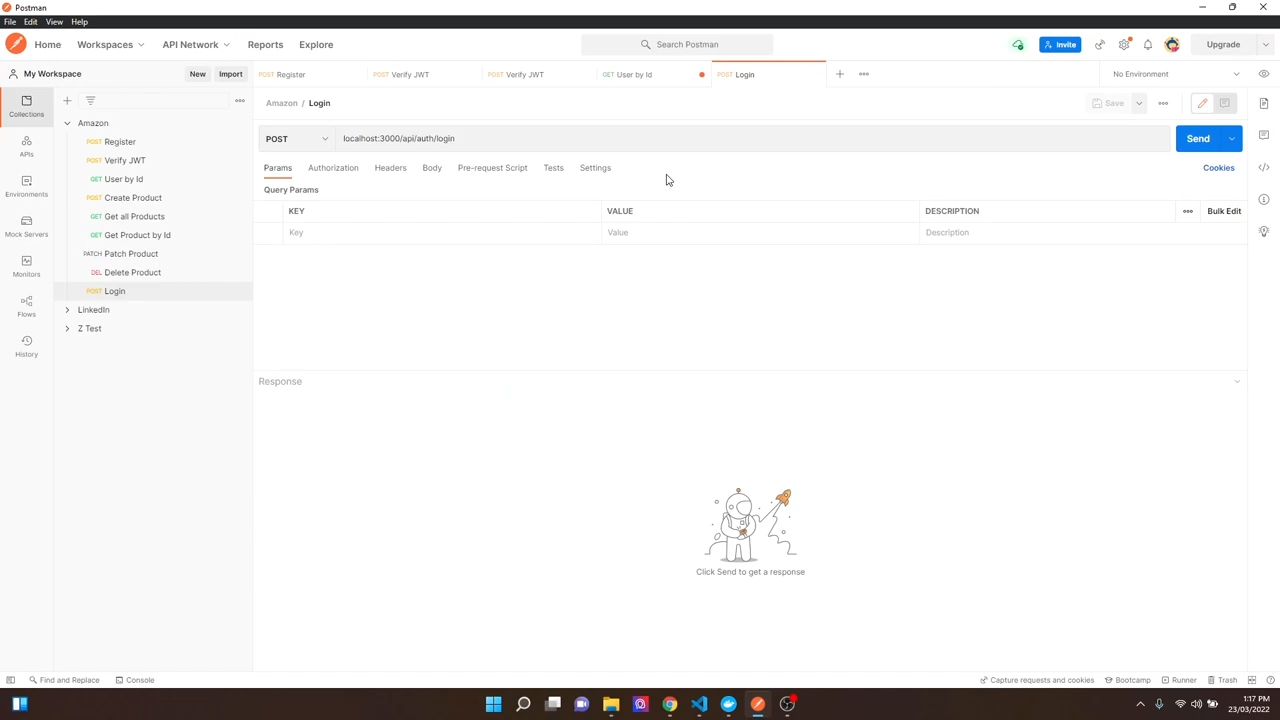 Postman
File Edit View Help
Home Workspaces API Network Reports Explore Search Postman Invite Upgrade
My Workspace New Import POST Register POST Verify JWT POST Verify JWT GET User by Id POST Login No Environment
Amazon / Login Save
Collections
APIs
Environments
Mock Servers
Monitors
Flows
History
Amazon
POST Register
POST Verify JWT
GET User by Id
POST Create Product
GET Get all Products
GET Get Product by Id
PATCH Patch Product
DEL Delete Product
POST Login
LinkedIn
Z Test
POST localhost:3000/api/auth/login Send
Params Authorization Headers Body Pre-request Script Tests Settings Cookies
Query Params
KEY VALUE DESCRIPTION Bulk Edit
Key Value Description
Response
Click Send to get a response
Find and Replace Console Capture requests and cookies Bootcamp Runner Trash
1:17 PM
23/03/2022